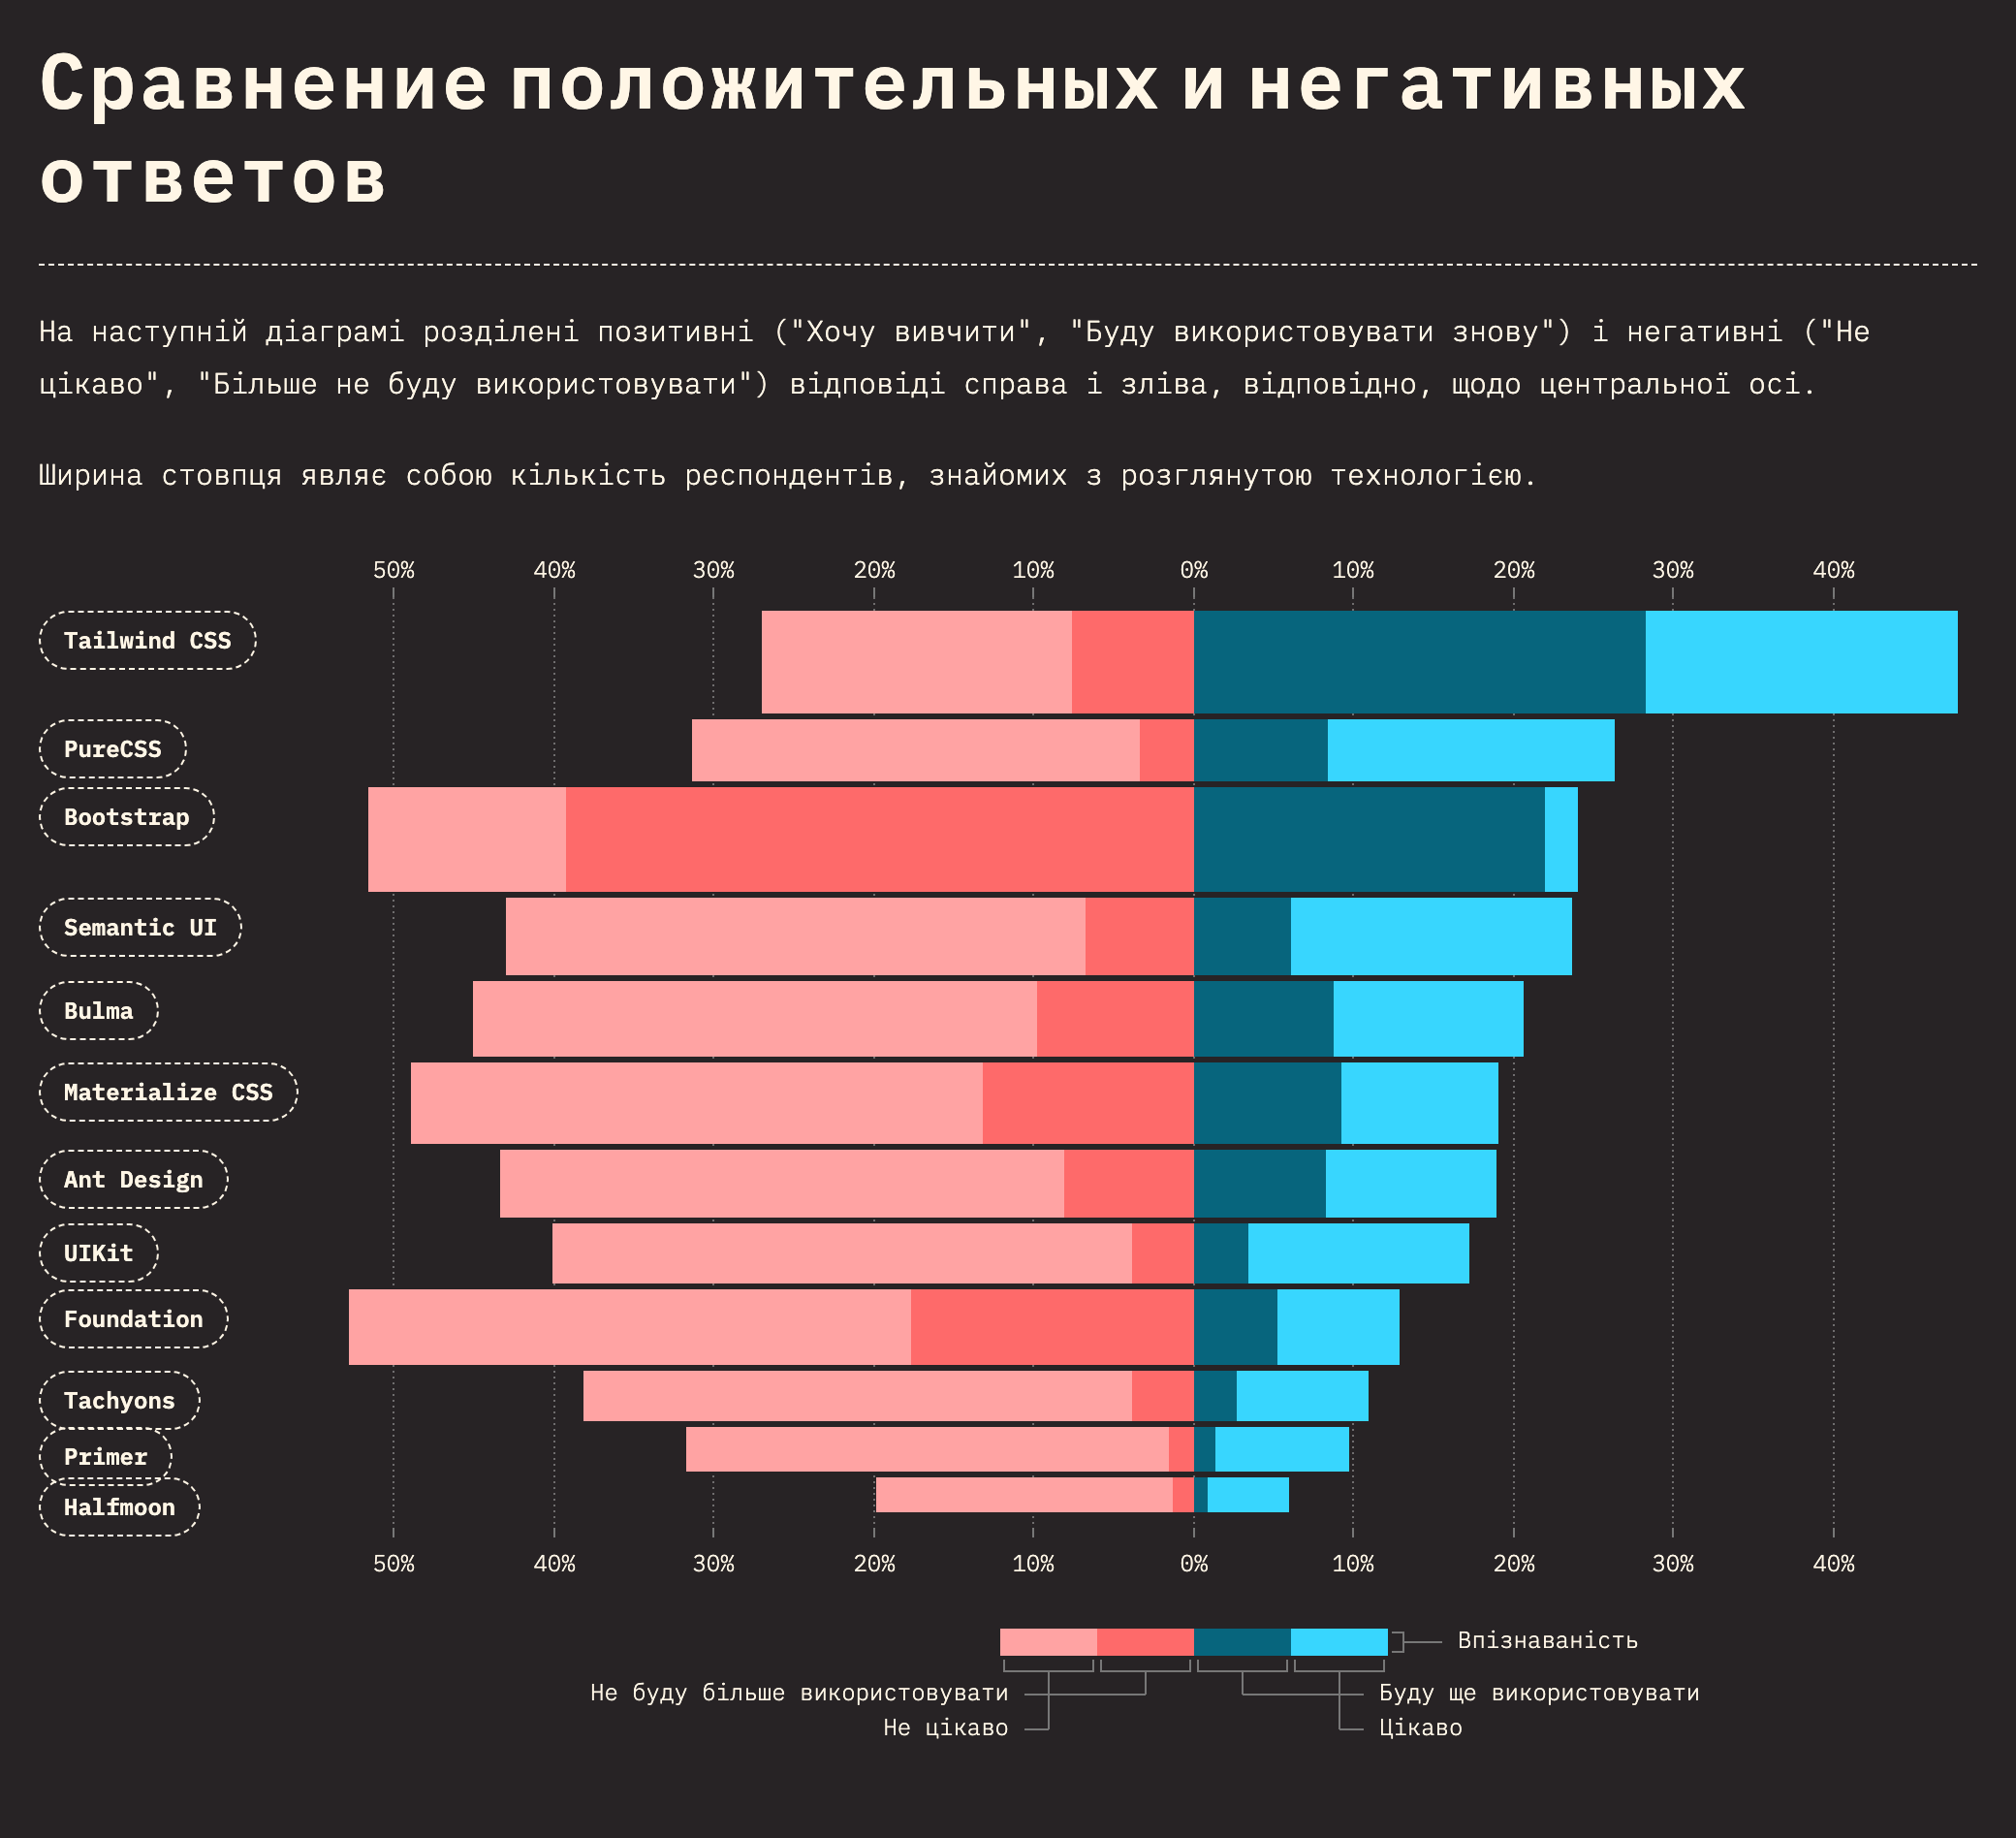 Сравнение положительных и негативных
ответов
На наступній діаграмі розділені позитивні ("Хочу вивчити", "Буду використовувати знову") і негативні ("Не
цікаво", "Більше не буду використовувати") відповіді справа і зліва, відповідно, щодо центральної осі.
Ширина стовпця являє собою кількість респондентів, знайомих з розглянутою технологією.
50% 40% 30% 20% 10% 0% 10% 20% 30% 40%
Tailwind CSS
PureCSS
Bootstrap
Semantic UI
Bulma
Materialize CSS
Ant Design
UIKit
Foundation
Tachyons
Primer
Halfmoon
50% 40% 30% 20% 10% 0% 10% 20% 30% 40%
Впізнаваність
Не буду більше використовувати
Буду ще використовувати
Не цікаво
Цікаво